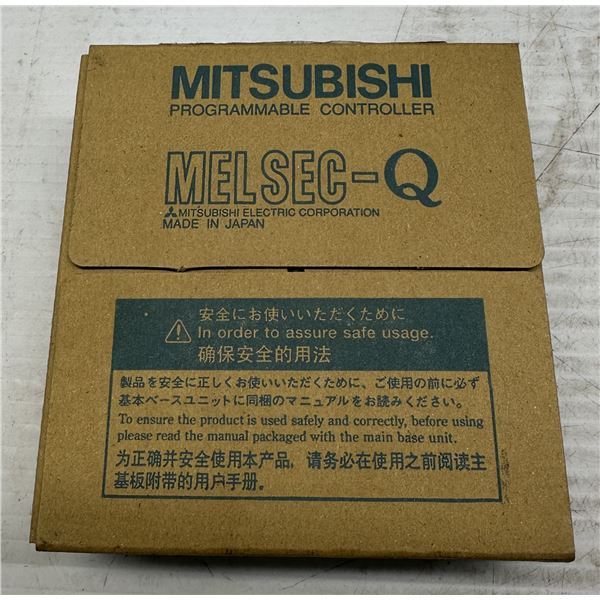 MITSUBISHI
PROGRAMMABLE CONTROLLER
MELSEC-Q
MITSUBISHI ELECTRIC CORPORATION
MADE IN JAPAN
安全にお使いいただくために
In order to assure safe usage.
确保安全的用法
製品を安全に正しくお使いいただくために、ご使用の前に必ず
基本ベースユニットに同梱のマニュアルをお読みください。
To ensure the product is used safely and correctly, before using
please read the manual packaged with the main base unit.
为正确并安全使用本产品, 请务必在使用之前阅读主
基板附带的用户手册.